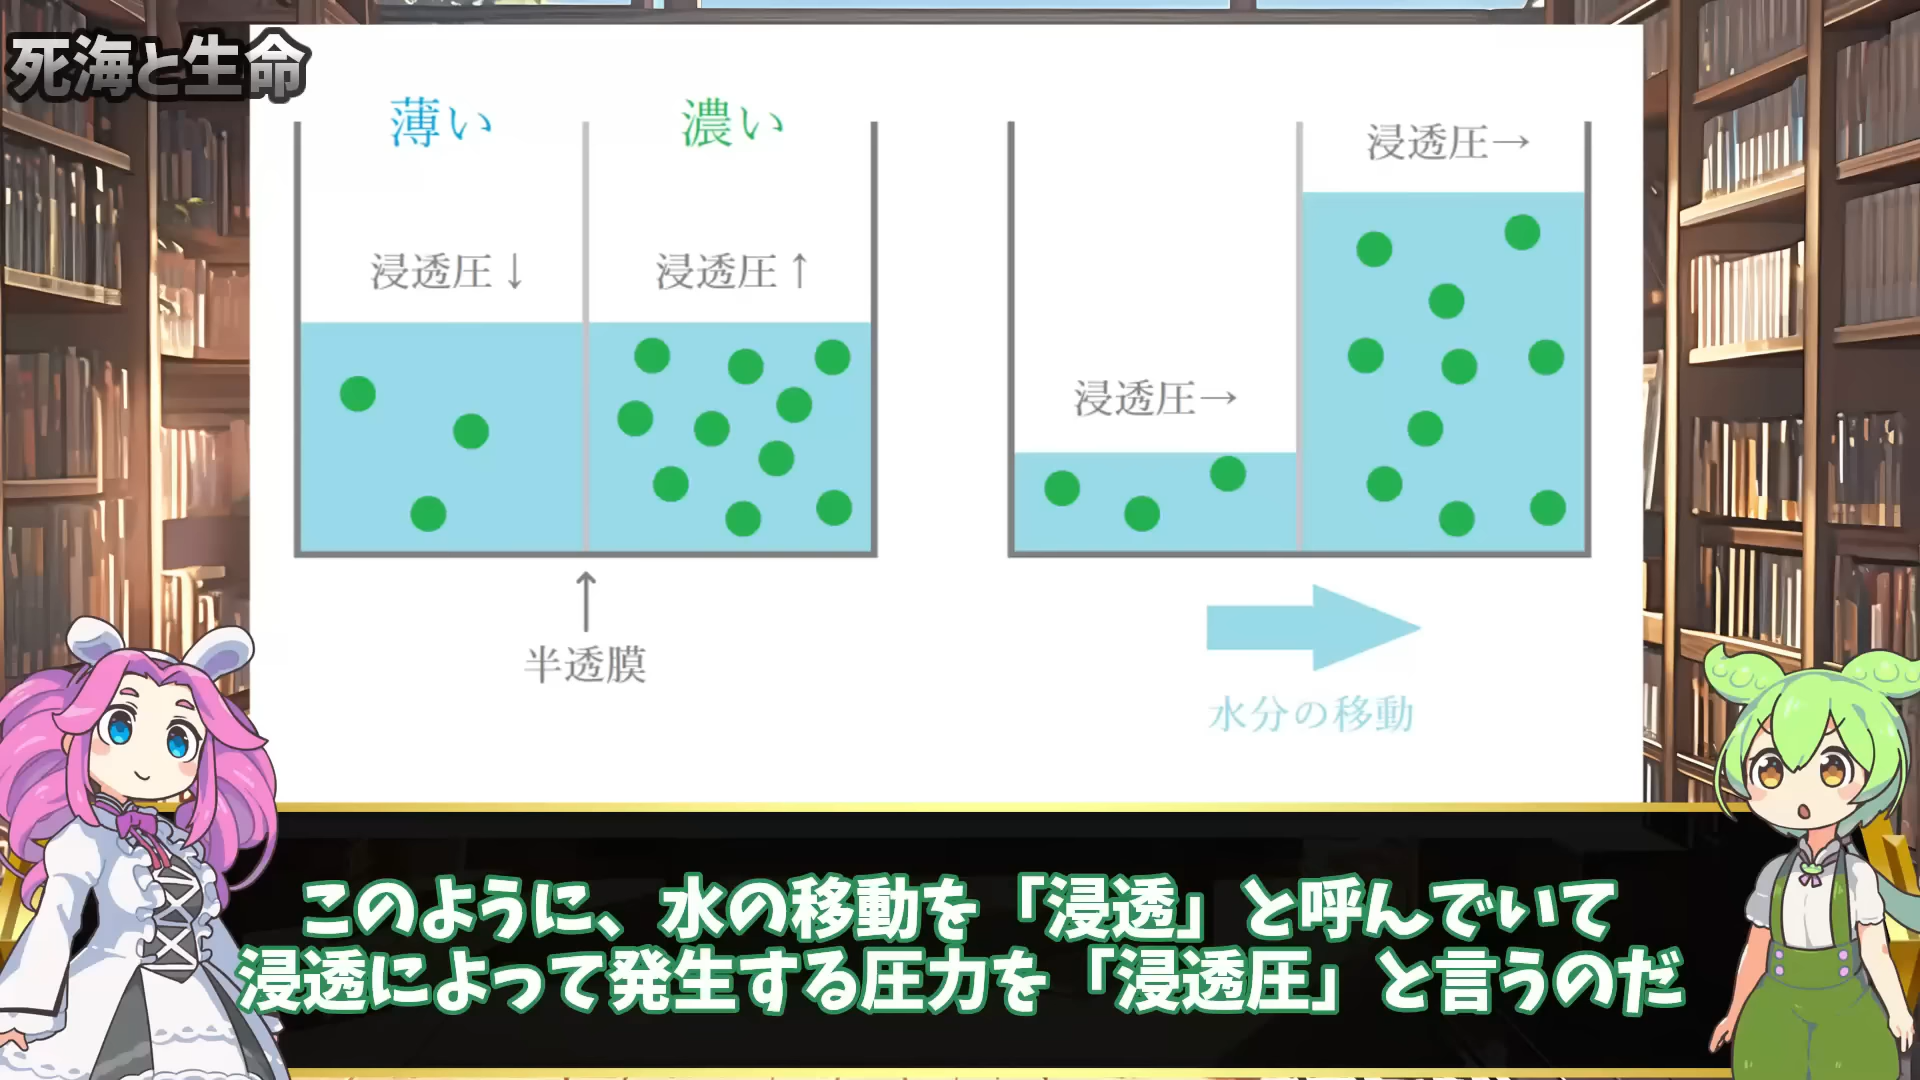 死海と生命
薄い
濃い
浸透圧↓
浸透圧↑
半透膜
浸透圧→
浸透圧→
水分の移動
このように、水の移動を「浸透」と呼んでいて
浸透によって発生する圧力を「浸透圧」と言うのだ